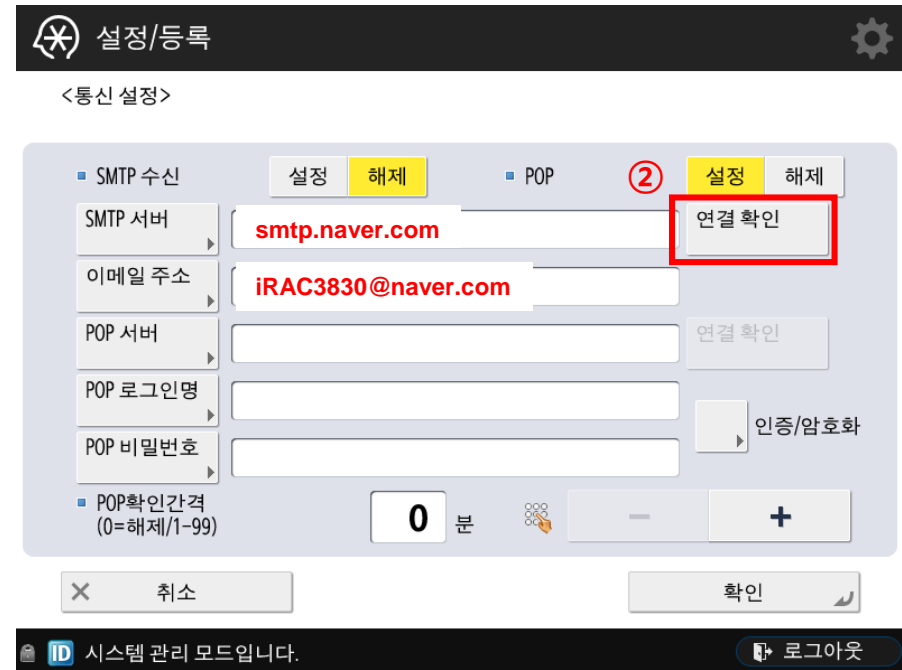 설정/등록
<통신 설정>
SMTP 수신 설정 해제 POP ② 설정 해제
SMTP 서버 smtp.naver.com 연결 확인
이메일 주소 iRAC3830@naver.com
POP 서버 연결 확인
POP 로그인명
인증/암호화
POP 비밀번호
POP확인간격
(0=해제/1-99) 0 분 − +
취소 확인
ID 시스템 관리 모드입니다. 로그아웃